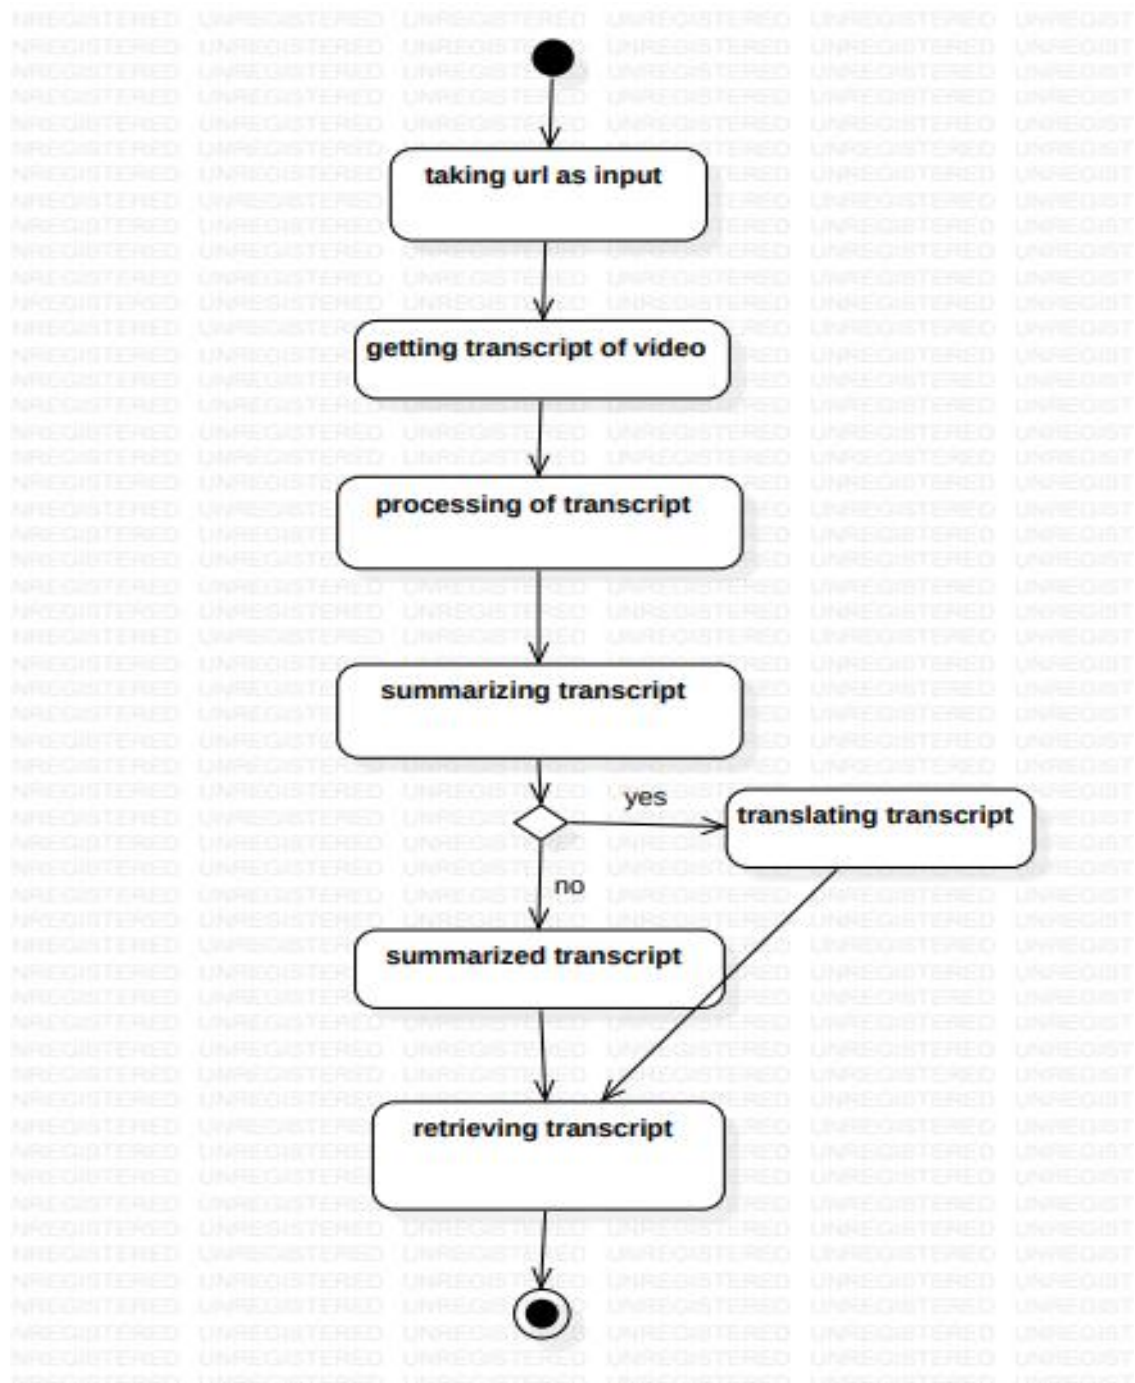 taking url as input
getting transcript of video
processing of transcript
summarizing transcript
yes
translating transcript
no
summarized transcript
retrieving transcript
UNREGISTERED